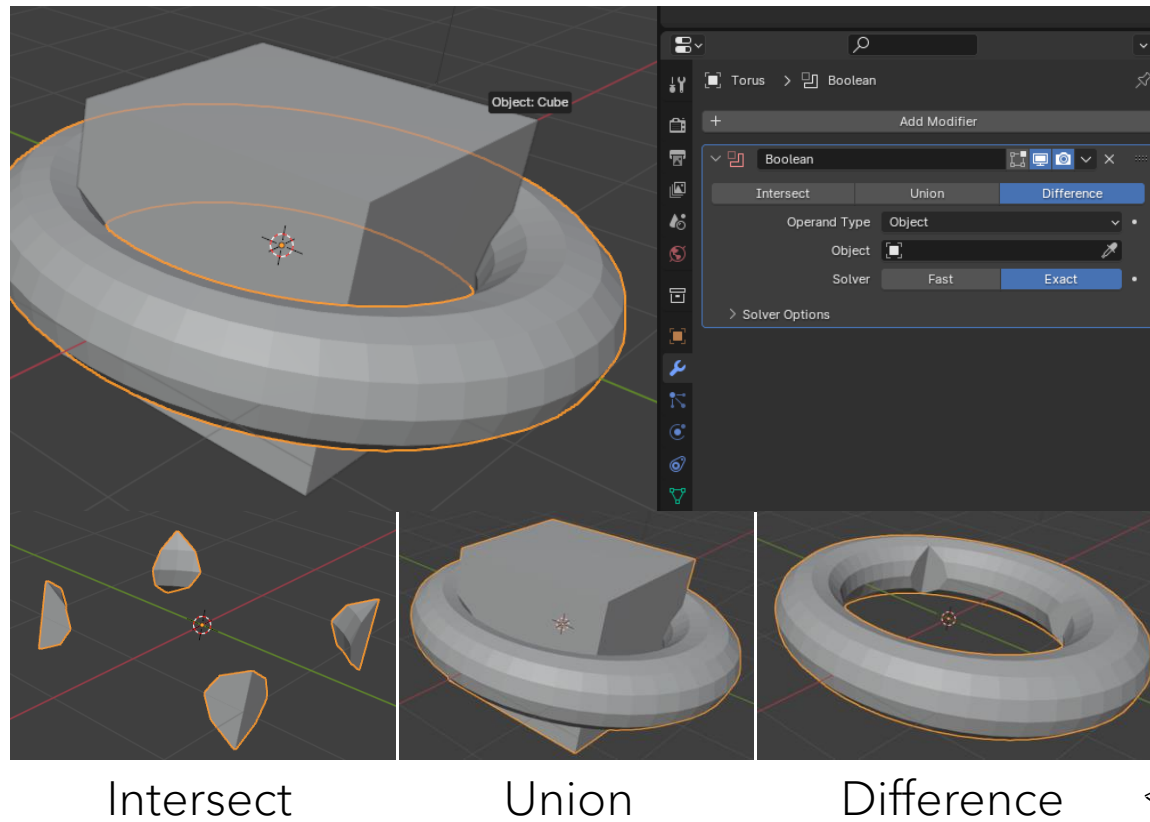 Object: Cube
Torus > Boolean
+ Add Modifier
Boolean
Intersect Union Difference
Operand Type Object
Object
Solver Fast Exact
> Solver Options
Intersect Union Difference